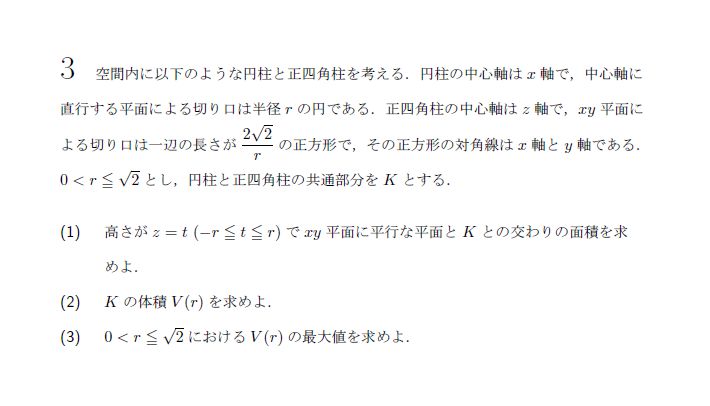 3 空間内に以下のような円柱と正四角柱を考える．円柱の中心軸は x 軸で，中心軸に
直行する平面による切り口は半径 r の円である．正四角柱の中心軸は z 軸で，xy 平面に
よる切り口は一辺の長さが 2√2/r の正方形で，その正方形の対角線は x 軸と y 軸である．
0 < r ≦ √2 とし，円柱と正四角柱の共通部分を K とする．
(1) 高さが z = t (−r ≦ t ≦ r) で xy 平面に平行な平面と K との交わりの面積を求
めよ．
(2) K の体積 V(r) を求めよ．
(3) 0 < r ≦ √2 における V(r) の最大値を求めよ．